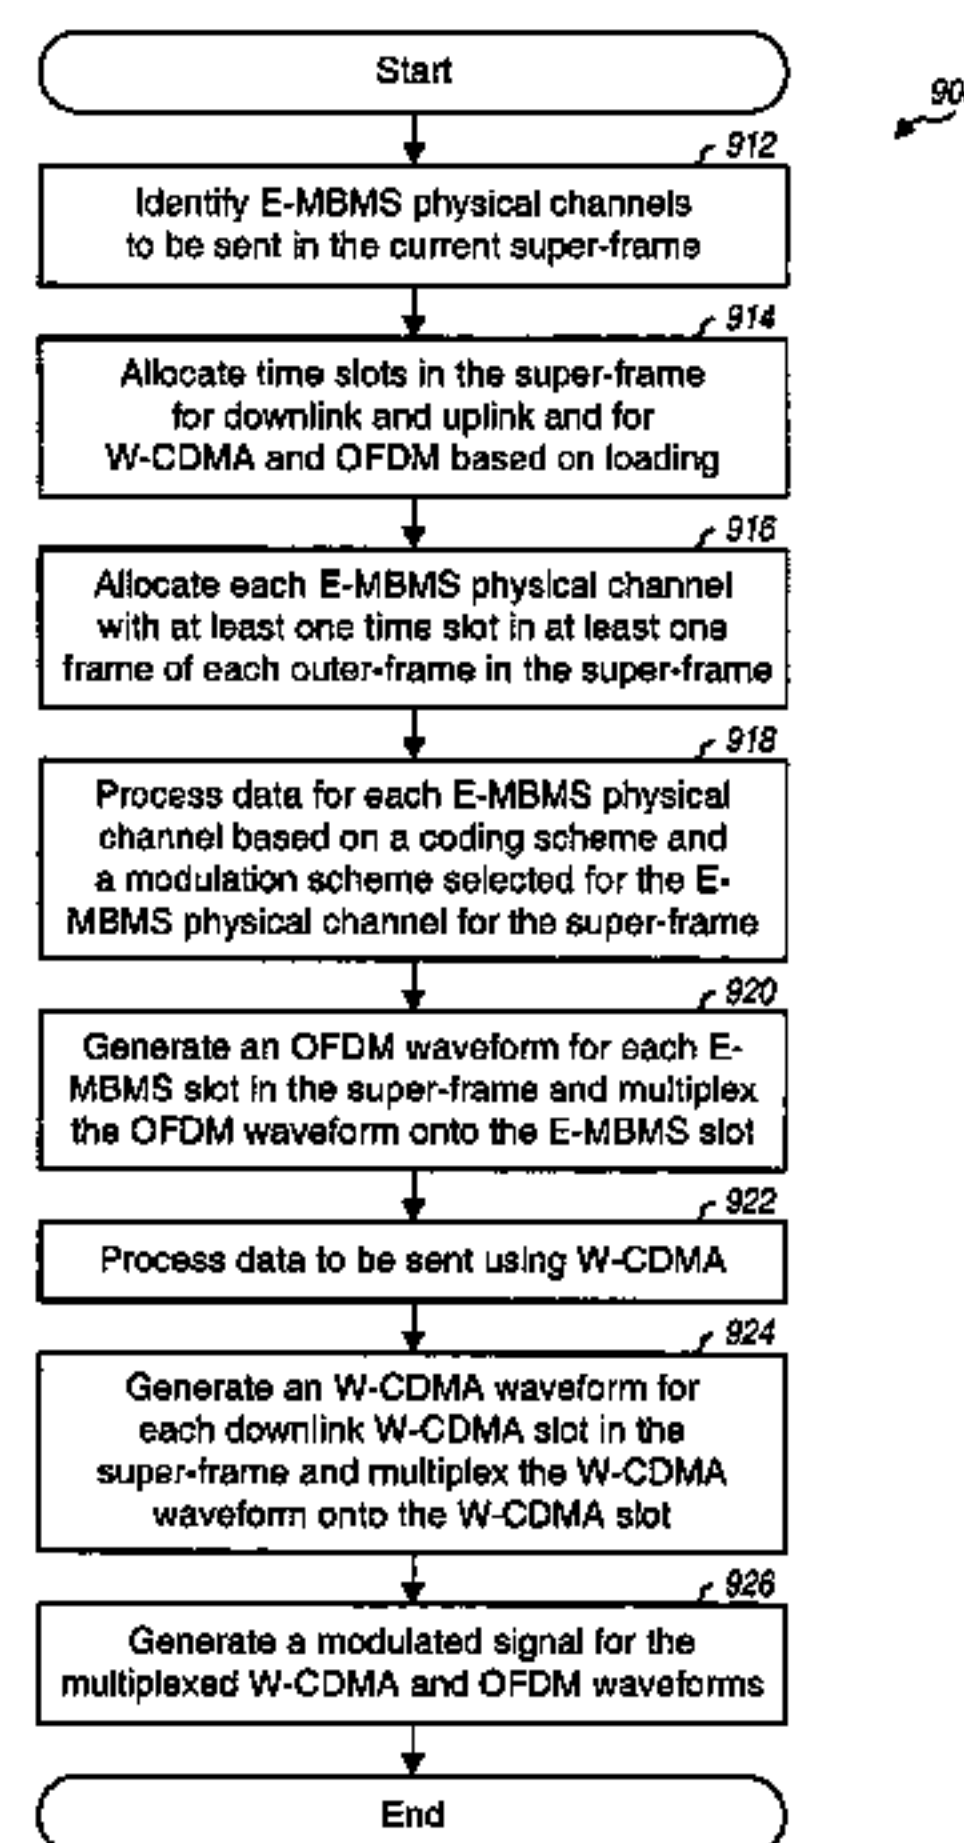 Start
90
912
Identify E-MBMS physical channels
to be sent in the current super-frame
914
Allocate time slots in the super-frame
for downlink and uplink and for
W-CDMA and OFDM based on loading
916
Allocate each E-MBMS physical channel
with at least one time slot in at least one
frame of each outer-frame in the super-frame
918
Process data for each E-MBMS physical
channel based on a coding scheme and
a modulation scheme selected for the E-
MBMS physical channel for the super-frame
920
Generate an OFDM waveform for each E-
MBMS slot in the super-frame and multiplex
the OFDM waveform onto the E-MBMS slot
922
Process data to be sent using W-CDMA
924
Generate an W-CDMA waveform for
each downlink W-CDMA slot in the
super-frame and multiplex the W-CDMA
waveform onto the W-CDMA slot
926
Generate a modulated signal for the
multiplexed W-CDMA and OFDM waveforms
End